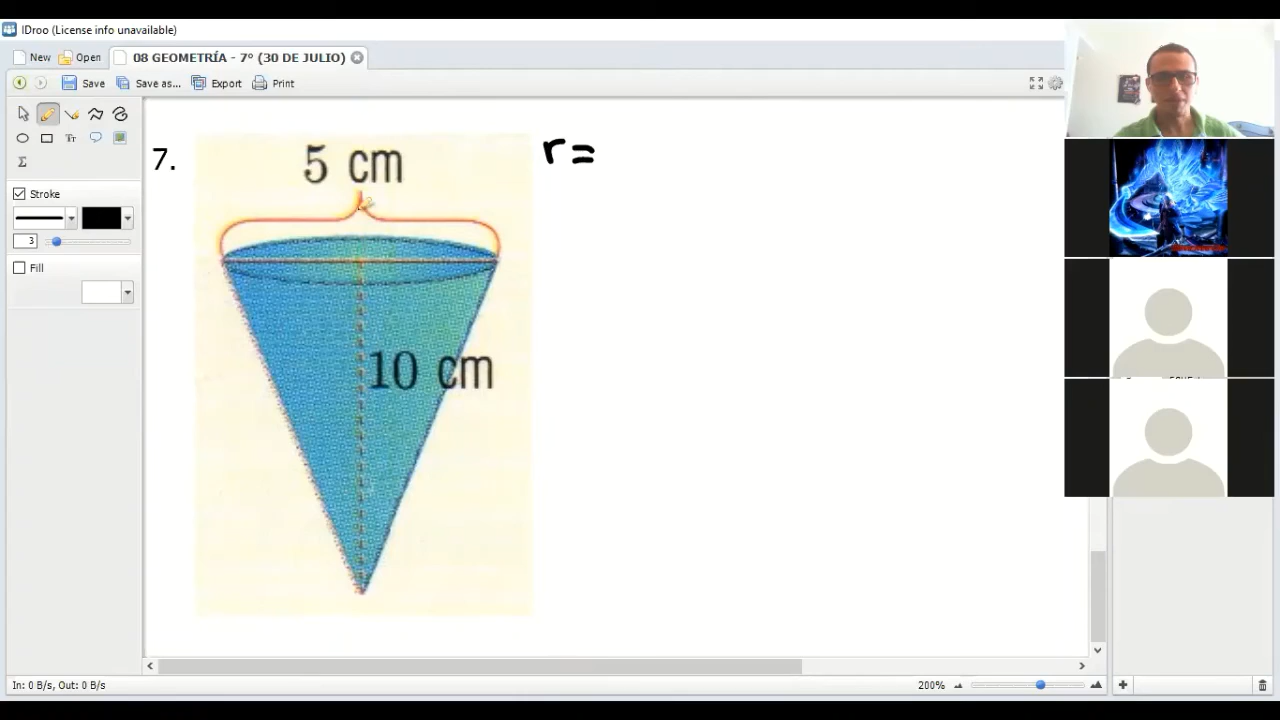 IDroo (License info unavailable)
New Open 08 GEOMETRÍA - 7º (30 DE JULIO)
Save Save as... Export Print
Tт
Σ
Stroke
3
Fill
7.
5 cm
r=
10 cm
In: 0 B/s, Out: 0 B/s
200%